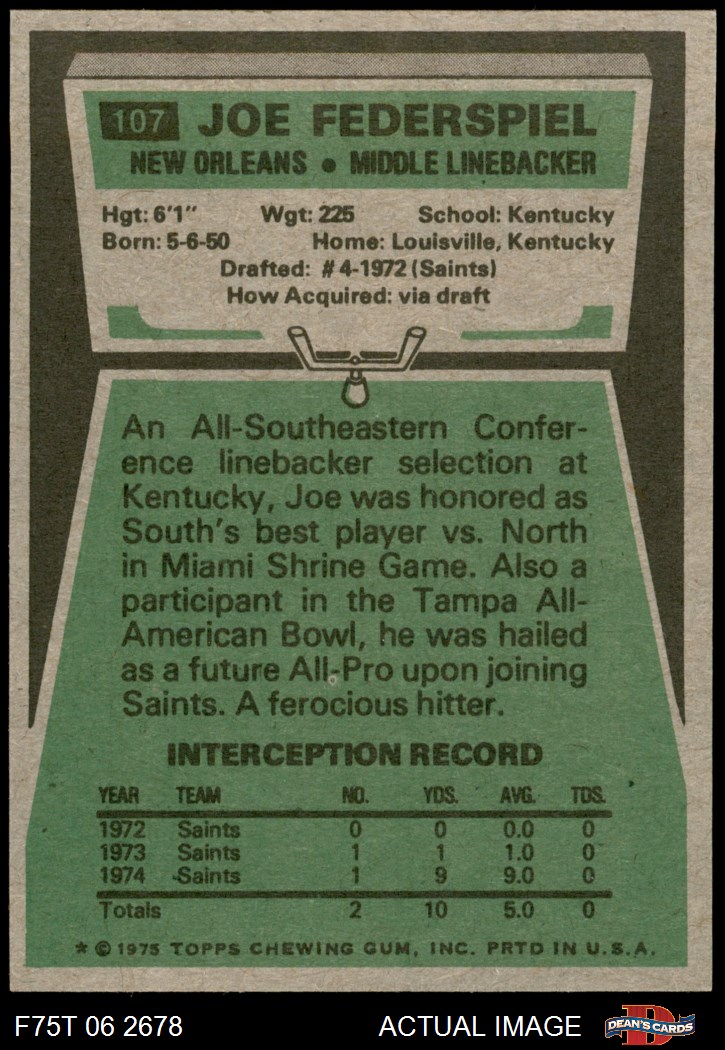 107 JOE FEDERSPIEL
NEW ORLEANS • MIDDLE LINEBACKER
Hgt: 6'1" Wgt: 225 School: Kentucky
Born: 5-6-50 Home: Louisville, Kentucky
Drafted: #4-1972 (Saints)
How Acquired: via draft
An All-Southeastern Confer-
ence linebacker selection at
Kentucky, Joe was honored as
South's best player vs. North
in Miami Shrine Game. Also a
participant in the Tampa All-
American Bowl, he was hailed
as a future All-Pro upon joining
Saints. A ferocious hitter.
INTERCEPTION RECORD
YEAR TEAM NO. YDS. AVG. TDS.
1972 Saints 0 0 0.0 0
1973 Saints 1 1 1.0 0
1974 Saints 1 9 9.0 0
Totals 2 10 5.0 0
* © 1975 TOPPS CHEWING GUM, INC. PRTD IN U.S.A.
F75T 06 2678 ACTUAL IMAGE DEAN'S CARDS